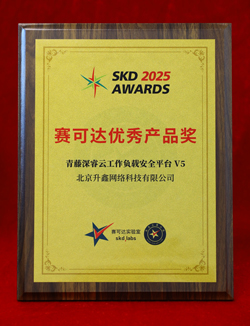 SKD 2025
AWARDS
赛可达优秀产品奖
青藤深睿云工作负载安全平台 V5
北京升鑫网络科技有限公司
赛可达实验室
skd labs